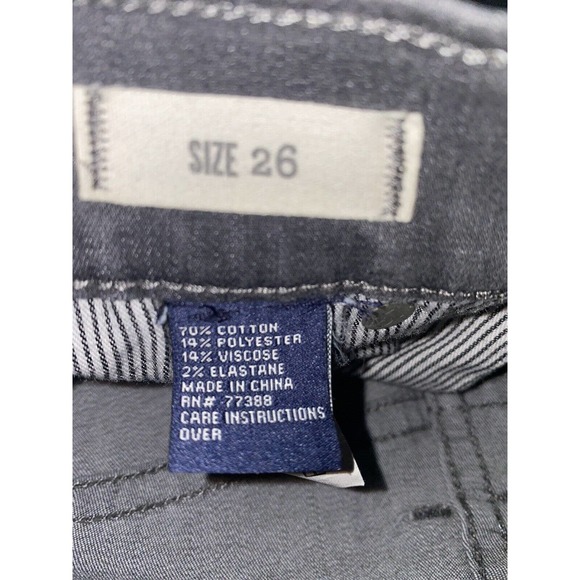 SIZE 26
70% COTTON
14% POLYESTER
14% VISCOSE
2% ELASTANE
MADE IN CHINA
RN# 77388
CARE INSTRUCTIONS
OVER